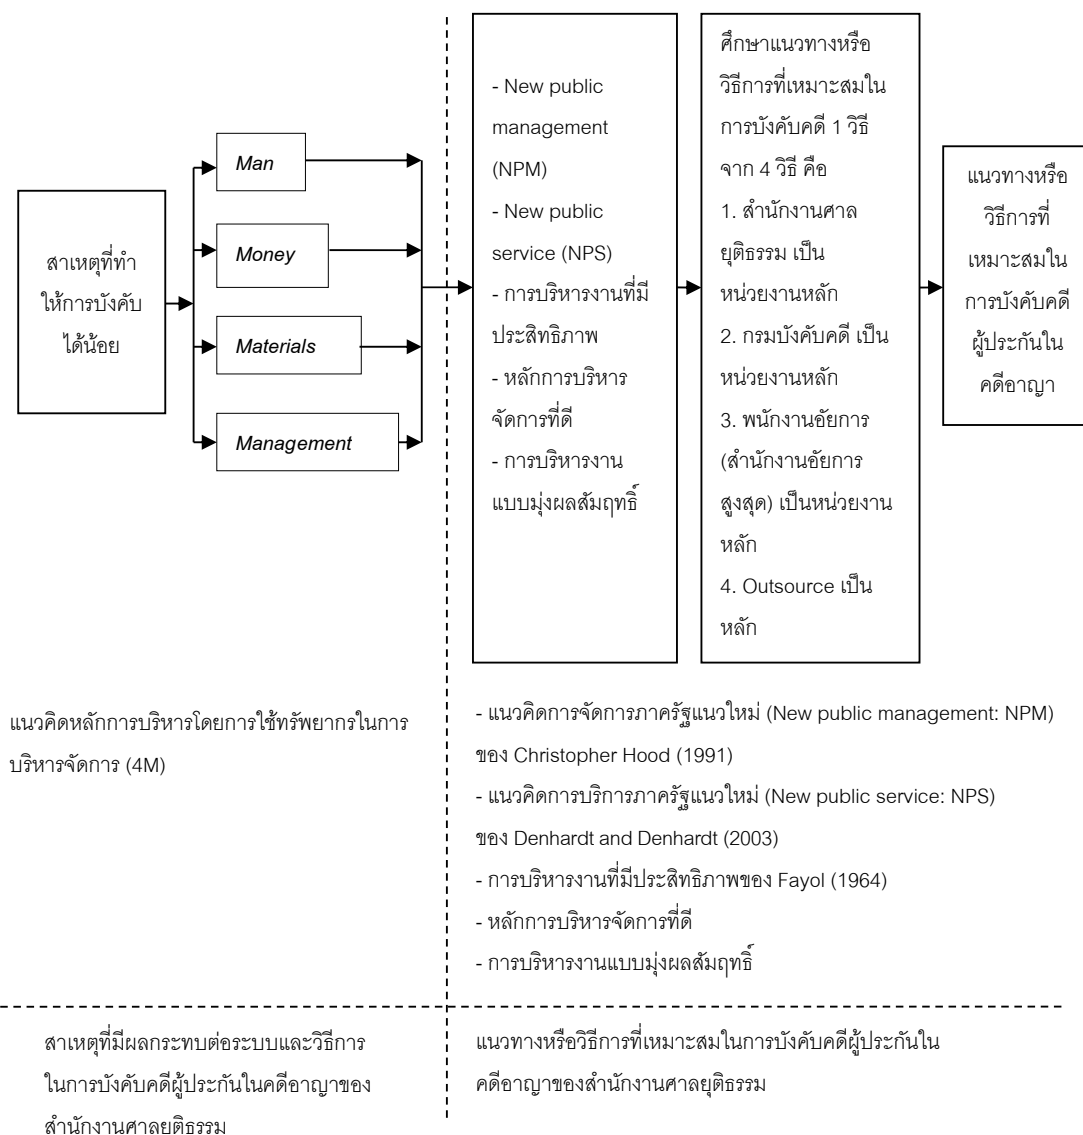 สาเหตุที่ทำ
ให้การบังคับ
ได้น้อย
Man
Money
Materials
Management
- New public
management
(NPM)
- New public
service (NPS)
- การบริหารงานที่มี
ประสิทธิภาพ
- หลักการบริหาร
จัดการที่ดี
- การบริหารงาน
แบบมุ่งผลสัมฤทธิ์
ศึกษาแนวทางหรือ
วิธีการที่เหมาะสมใน
การบังคับคดี 1 วิธี
จาก 4 วิธี คือ
1. สำนักงานศาล
ยุติธรรม เป็น
หน่วยงานหลัก
2. กรมบังคับคดี เป็น
หน่วยงานหลัก
3. พนักงานอัยการ
(สำนักงานอัยการ
สูงสุด) เป็นหน่วยงาน
หลัก
4. Outsource เป็น
หลัก
แนวทางหรือ
วิธีการที่
เหมาะสมใน
การบังคับคดี
ผู้ประกันใน
คดีอาญา
แนวคิดหลักการบริหารโดยการใช้ทรัพยากรในการ
บริหารจัดการ (4M)
- แนวคิดการจัดการภาครัฐแนวใหม่ (New public management: NPM)
ของ Christopher Hood (1991)
- แนวคิดการบริการภาครัฐแนวใหม่ (New public service: NPS)
ของ Denhardt and Denhardt (2003)
- การบริหารงานที่มีประสิทธิภาพของ Fayol (1964)
- หลักการบริหารจัดการที่ดี
- การบริหารงานแบบมุ่งผลสัมฤทธิ์
สาเหตุที่มีผลกระทบต่อระบบและวิธีการ
ในการบังคับคดีผู้ประกันในคดีอาญาของ
สำนักงานศาลยุติธรรม
แนวทางหรือวิธีการที่เหมาะสมในการบังคับคดีผู้ประกันใน
คดีอาญาของสำนักงานศาลยุติธรรม